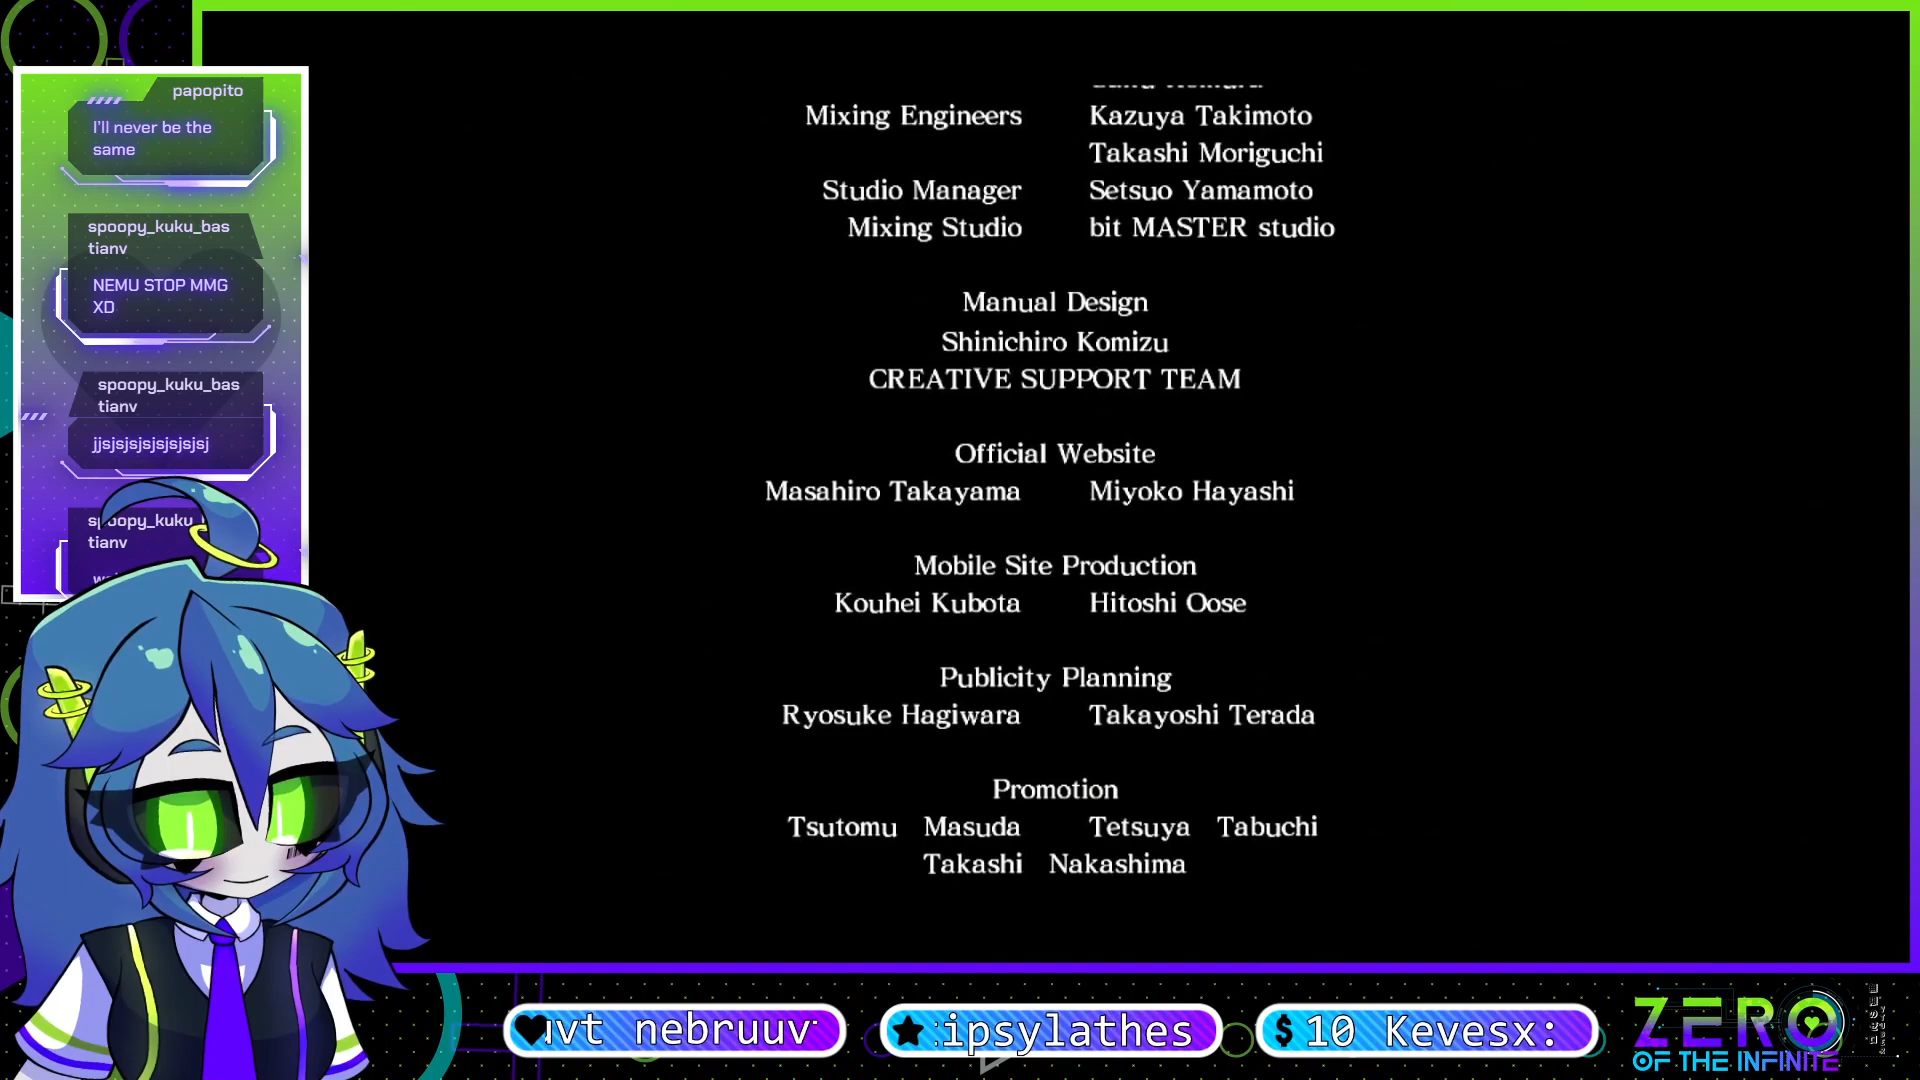 papopito
I'll never be the
same
spoopy_kuku_bas
tianv
NEMU STOP MMG
XD
spoopy_kuku_bas
tianv
jjsjsjsjsjsjsjsjsj
spoopy_kuku
tianv
Mixing Engineers Kazuya Takimoto
Takashi Moriguchi
Studio Manager Setsuo Yamamoto
Mixing Studio bit MASTER studio
Manual Design
Shinichiro Komizu
CREATIVE SUPPORT TEAM
Official Website
Masahiro Takayama Miyoko Hayashi
Mobile Site Production
Kouhei Kubota Hitoshi Oose
Publicity Planning
Ryosuke Hagiwara Takayoshi Terada
Promotion
Tsutomu Masuda Tetsuya Tabuchi
Takashi Nakashima
uvt nebruuv
ipsylathes
$ 10 Kevesx:
ZERO
OF THE INFINITE